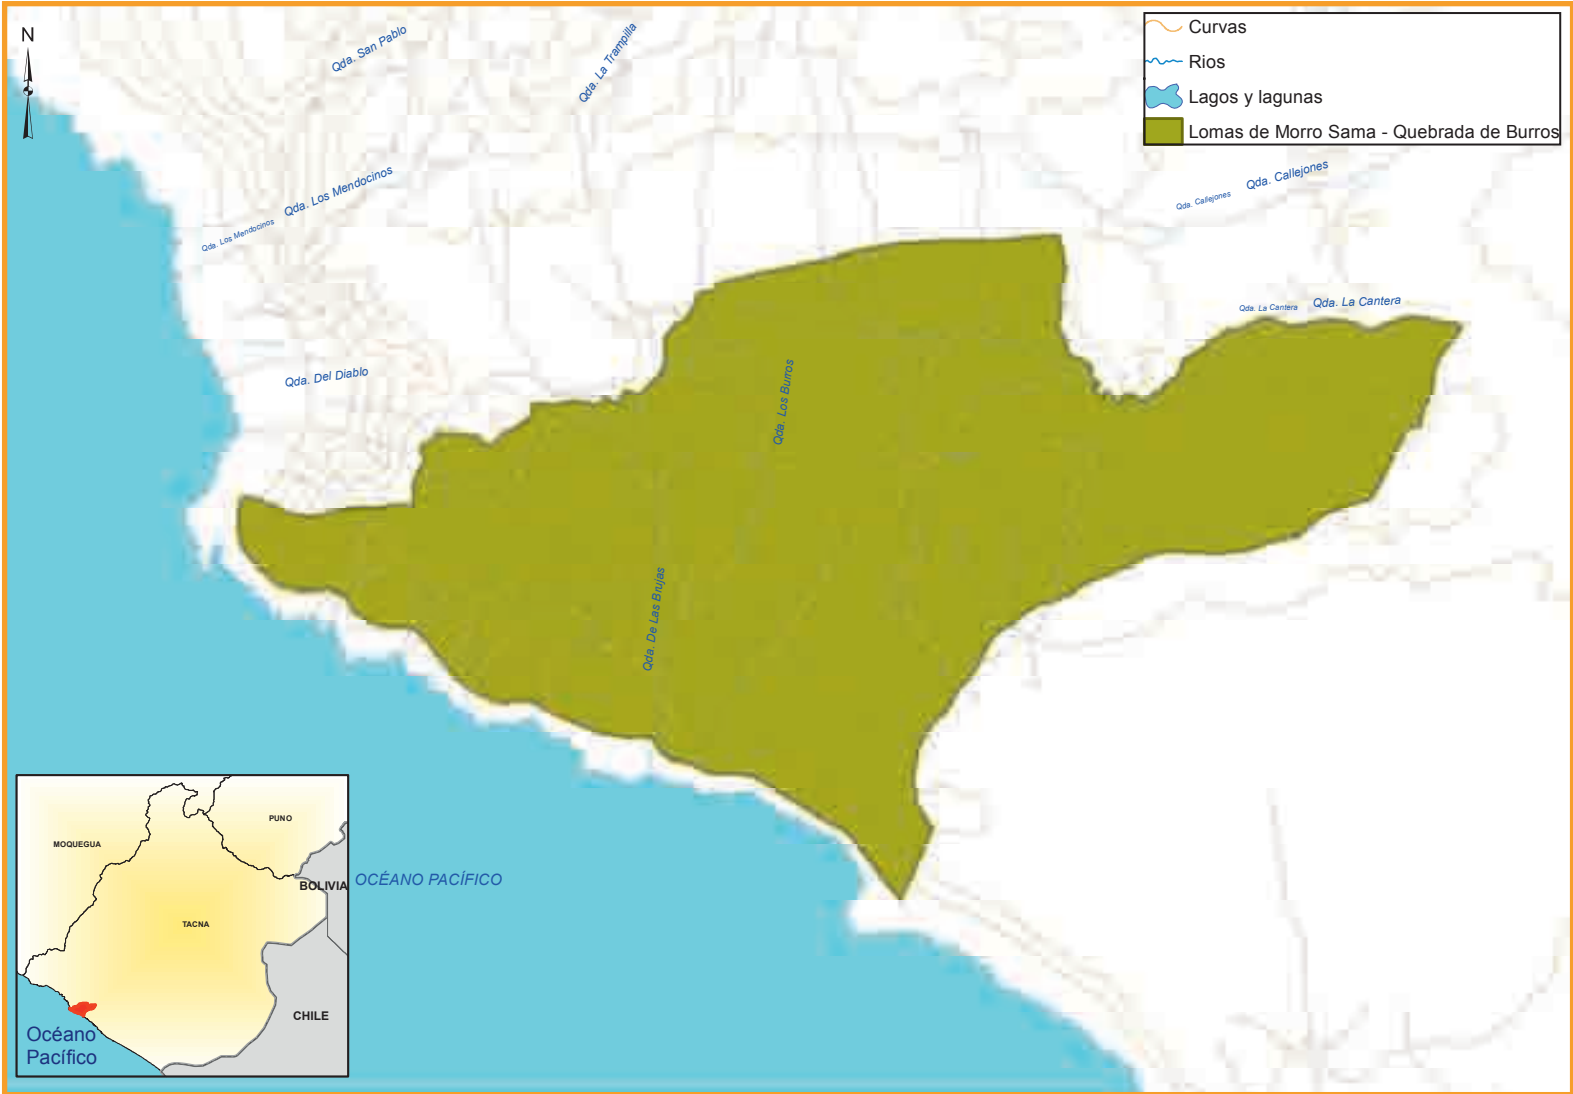 N
Curvas
Rios
Lagos y lagunas
Lomas de Morro Sama - Quebrada de Burros
Qda. San Pablo
Qda. La Trampilla
Qda. Los Mendocinos
Qda. Los Mendocinos
Qda. Callejones
Qda. Callejones
Qda. La Cantera
Qda. La Cantera
Qda. Del Diablo
Qda. Los Burros
Qda. De Las Brujas
OCÉANO PACÍFICO
PUNO
MOQUEGUA
BOLIVIA
TACNA
CHILE
Océano
Pacífico